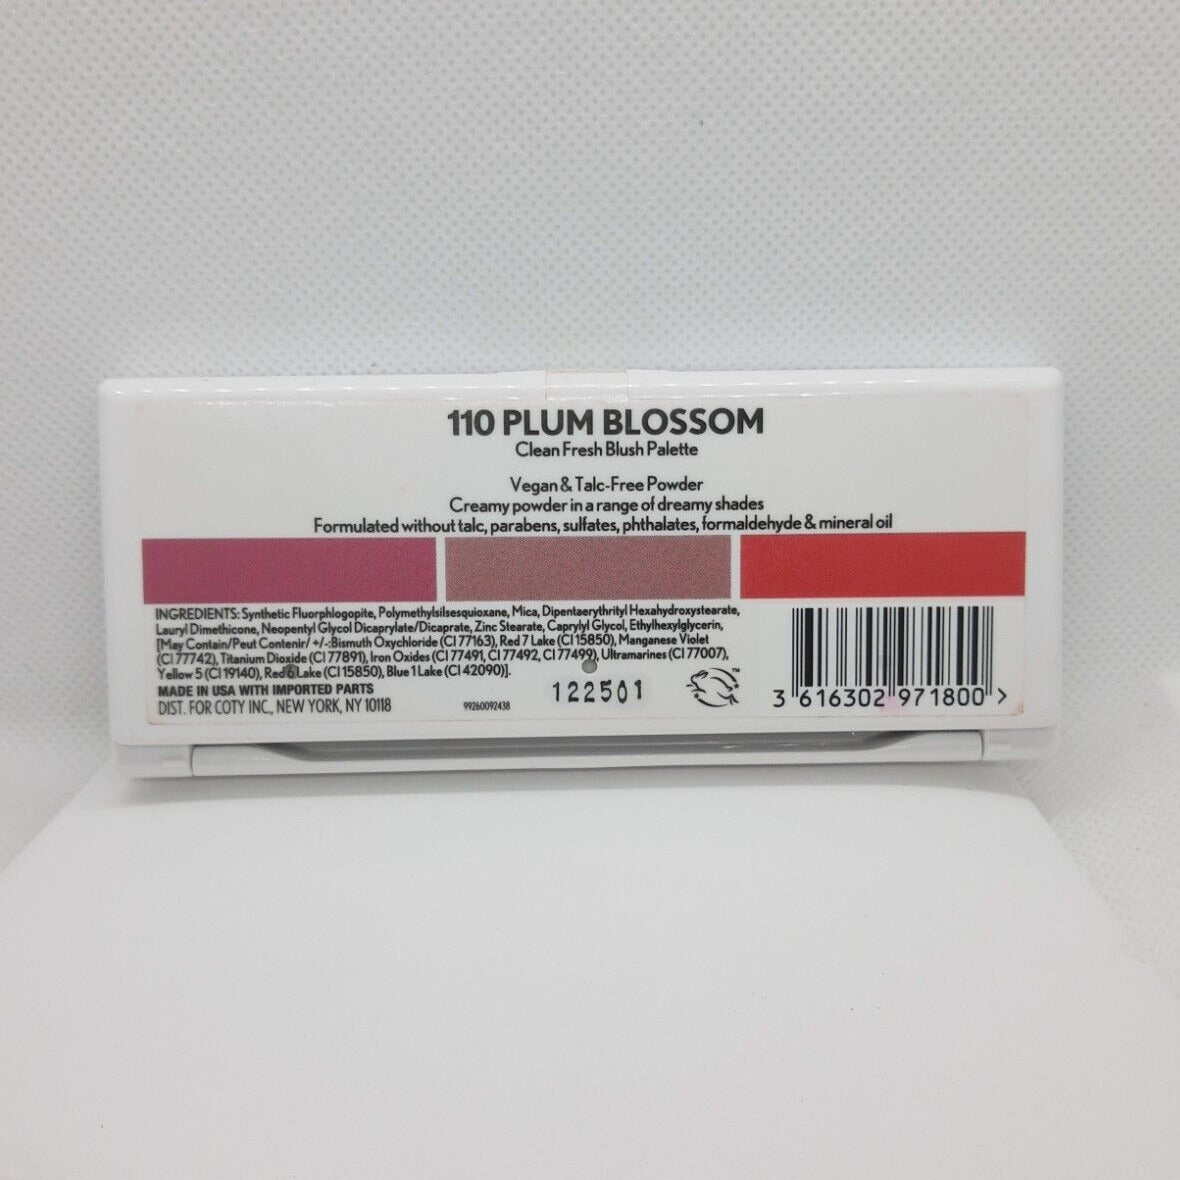 110 PLUM BLOSSOM
Clean Fresh Blush Palette
Vegan & Talc-Free Powder
Creamy powder in a range of dreamy shades
Formulated without talc, parabens, sulfates, phthalates, formaldehyde & mineral oil
INGREDIENTS: Synthetic Fluorphlogopite, Polymethylsilsesquioxane, Mica, Dipentaerythrityl Hexahydroxystearate,
Lauryl Dimethicone, Neopentyl Glycol Dicaprylate/Dicaprate, Zinc Stearate, Caprylyl Glycol, Ethylhexylglycerin,
[May Contain/Peut Contenir/ +/-:Bismuth Oxychloride (CI 77163), Red 7 Lake (CI 15850), Manganese Violet
(CI 77742), Titanium Dioxide (CI 77891), Iron Oxides (CI 77491, CI 77492, CI 77499), Ultramarines (CI 77007),
Yellow 5 (CI 19140), Red 6 Lake (CI 15850), Blue 1 Lake (CI 42090)].
MADE IN USA WITH IMPORTED PARTS
DIST. FOR COTY INC., NEW YORK, NY 10118
99260092438
122501
TM
3 616302 971800 >